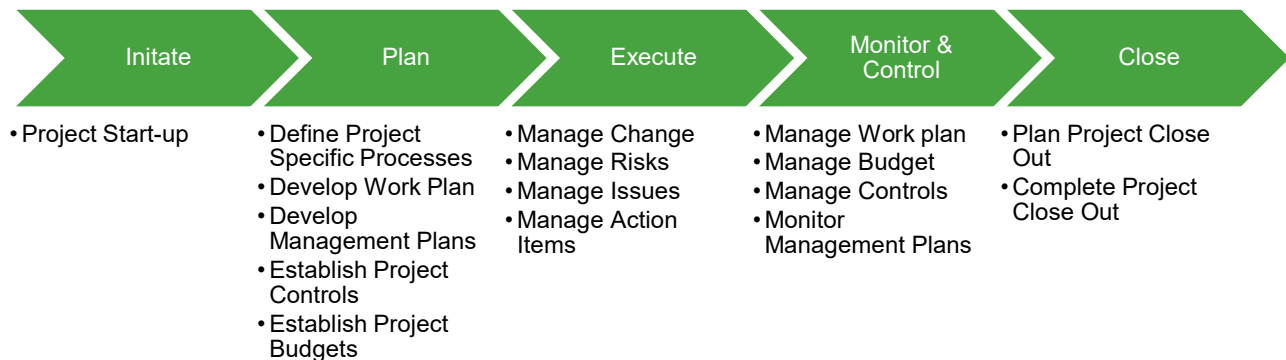 Initate
Plan
Execute
Monitor &
Control
Close
• Project Start-up
• Define Project
Specific Processes
• Develop Work Plan
• Develop
Management Plans
• Establish Project
Controls
• Establish Project
Budgets
• Manage Change
• Manage Risks
• Manage Issues
• Manage Action
Items
• Manage Work plan
• Manage Budget
• Manage Controls
• Monitor
Management Plans
• Plan Project Close
Out
• Complete Project
Close Out